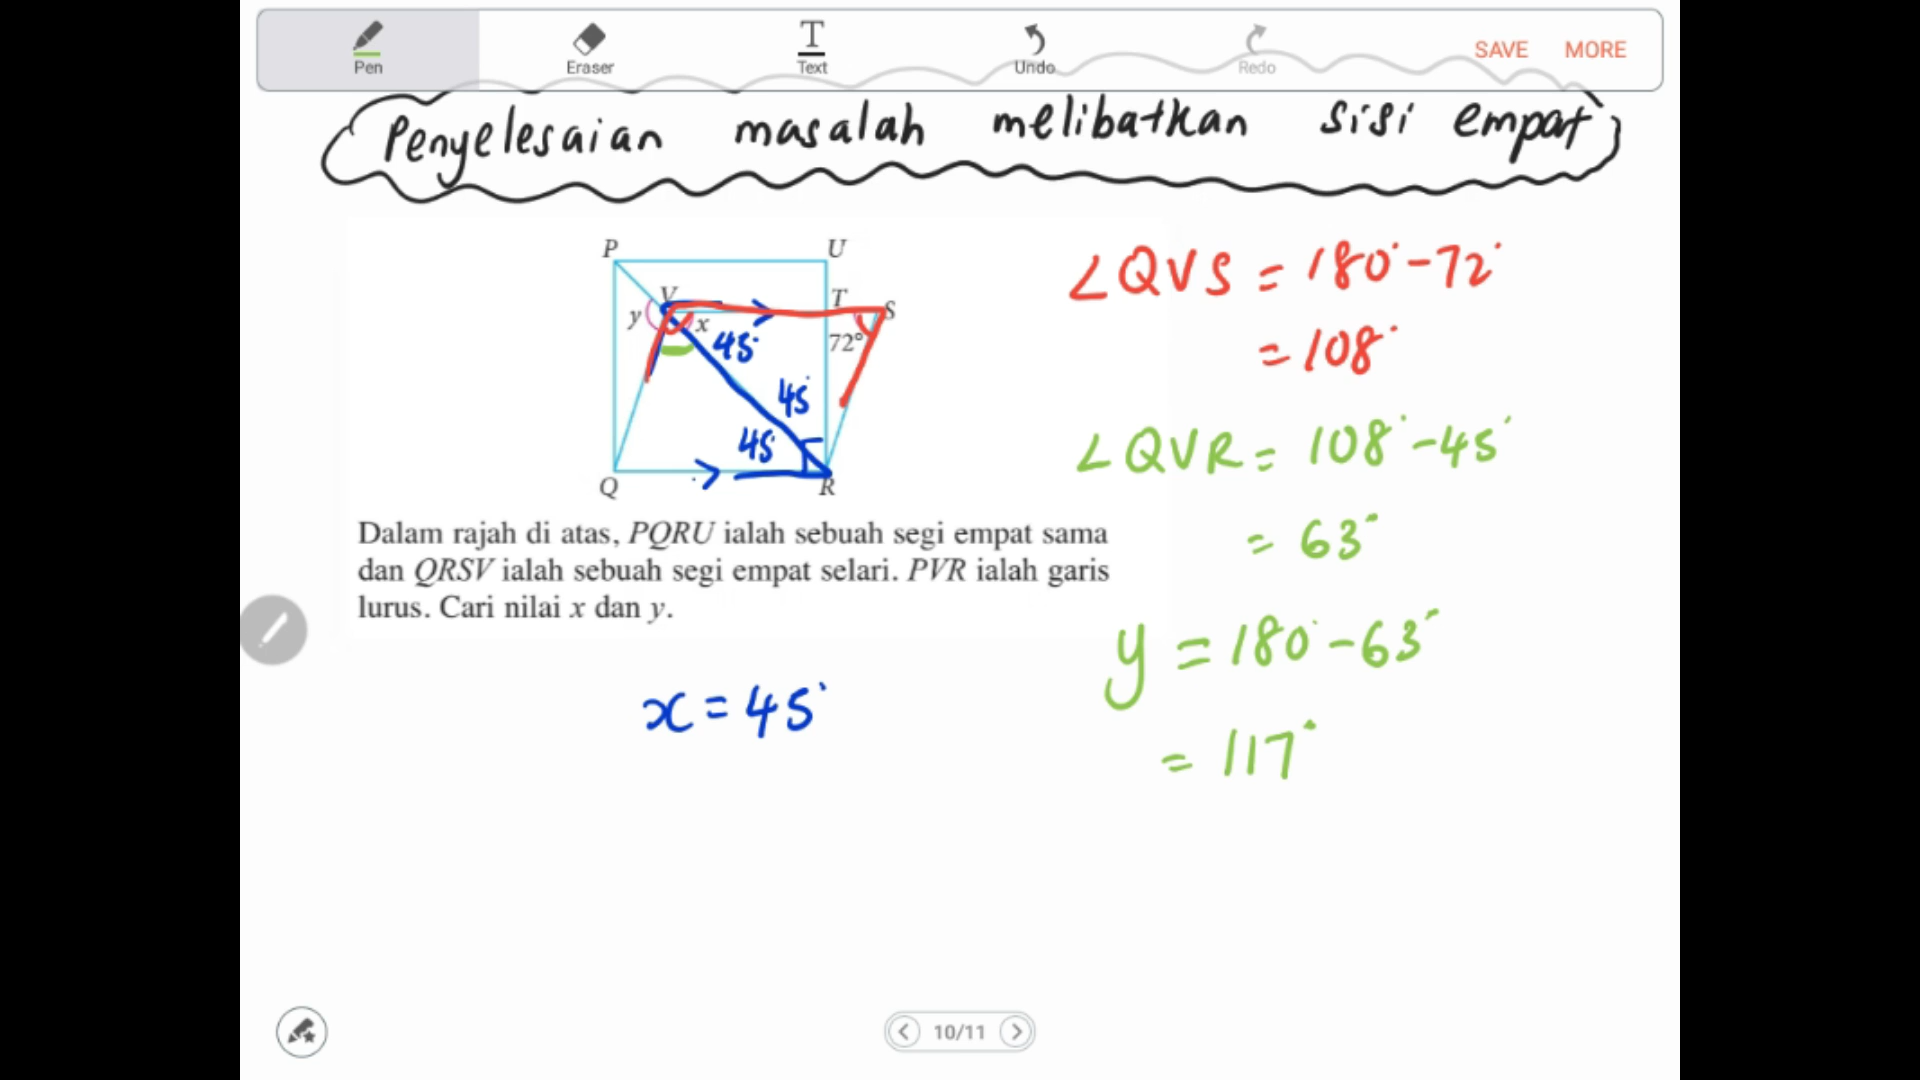 Pen
Eraser
T
Text
Undo
Redo
SAVE
MORE
Penyelesaian masalah melibatkan sisi empat
P
U
V
T
S
y
x
72°
45°
45
45°
Q
R
∠QVS = 180° - 72°
= 108°
∠QVR = 108° - 45°
= 63°
y = 180° - 63°
= 117°
Dalam rajah di atas, PQRU ialah sebuah segi empat sama
dan QRSV ialah sebuah segi empat selari. PVR ialah garis
lurus. Cari nilai x dan y.
x = 45°
10/11